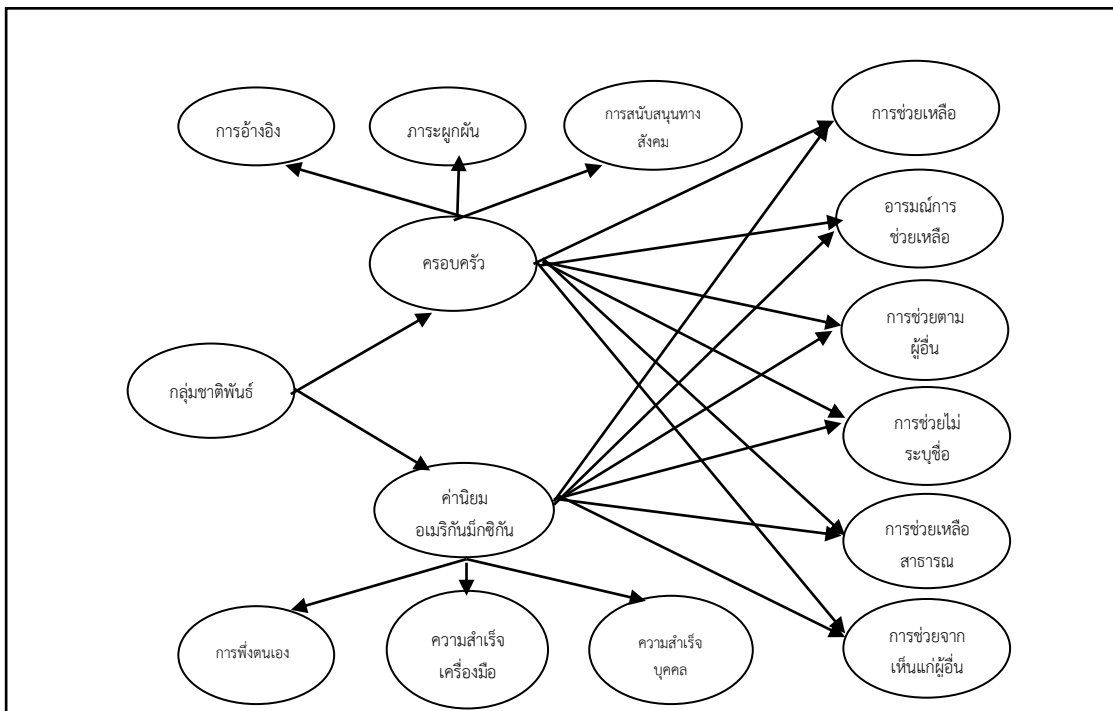 การอ้างอิง
ภาระผูกผัน
การสนับสนุนทาง
สังคม
การช่วยเหลือ
อารมณ์การ
ช่วยเหลือ
ครอบครัว
การช่วยตาม
ผู้อื่น
กลุ่มชาติพันธ์
การช่วยไม่
ระบุชื่อ
ค่านิยม
อเมริกันม็กซิกัน
การช่วยเหลือ
สาธารณ
การพึ่งตนเอง
ความสำเร็จ
เครื่องมือ
ความสำเร็จ
บุคคล
การช่วยจาก
เห็นแก่ผู้อื่น